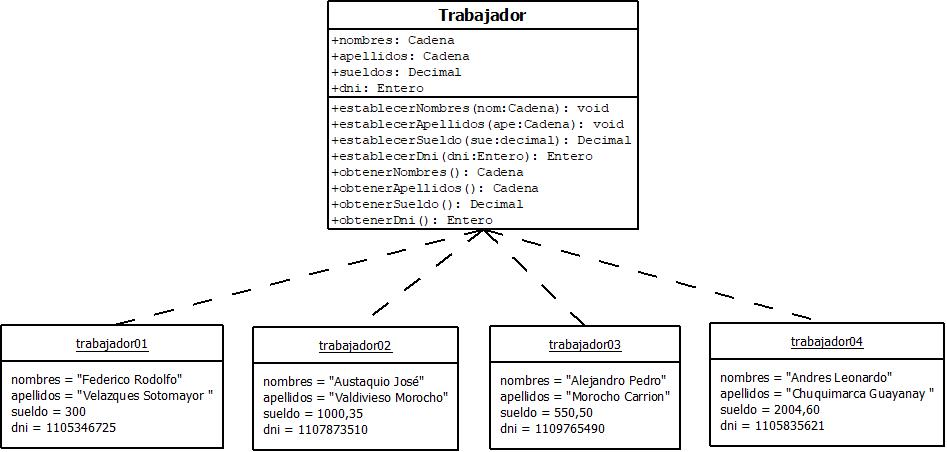 Trabajador
+nombres: Cadena
+apellidos: Cadena
+sueldos: Decimal
+dni: Entero
+establecerNombres(nom:Cadena): void
+establecerApellidos(ape:Cadena): void
+establecerSueldo(sue:decimal): Decimal
+establecerDni(dni:Entero): Entero
+obtenerNombres(): Cadena
+obtenerApellidos(): Cadena
+obtenerSueldo(): Decimal
+obtenerDni(): Entero
trabajador01
nombres = "Federico Rodolfo"
apellidos = "Velazques Sotomayor "
sueldo = 300
dni = 1105346725
trabajador02
nombres = "Austaquio José"
apellidos = "Valdivieso Morocho"
sueldo = 1000,35
dni = 1107873510
trabajador03
nombres = "Alejandro Pedro"
apellidos = "Morocho Carrion"
sueldo = 550,50
dni = 1109765490
trabajador04
nombres = "Andres Leonardo"
apellidos = "Chuquimarca Guayanay "
sueldo = 2004,60
dni = 1105835621